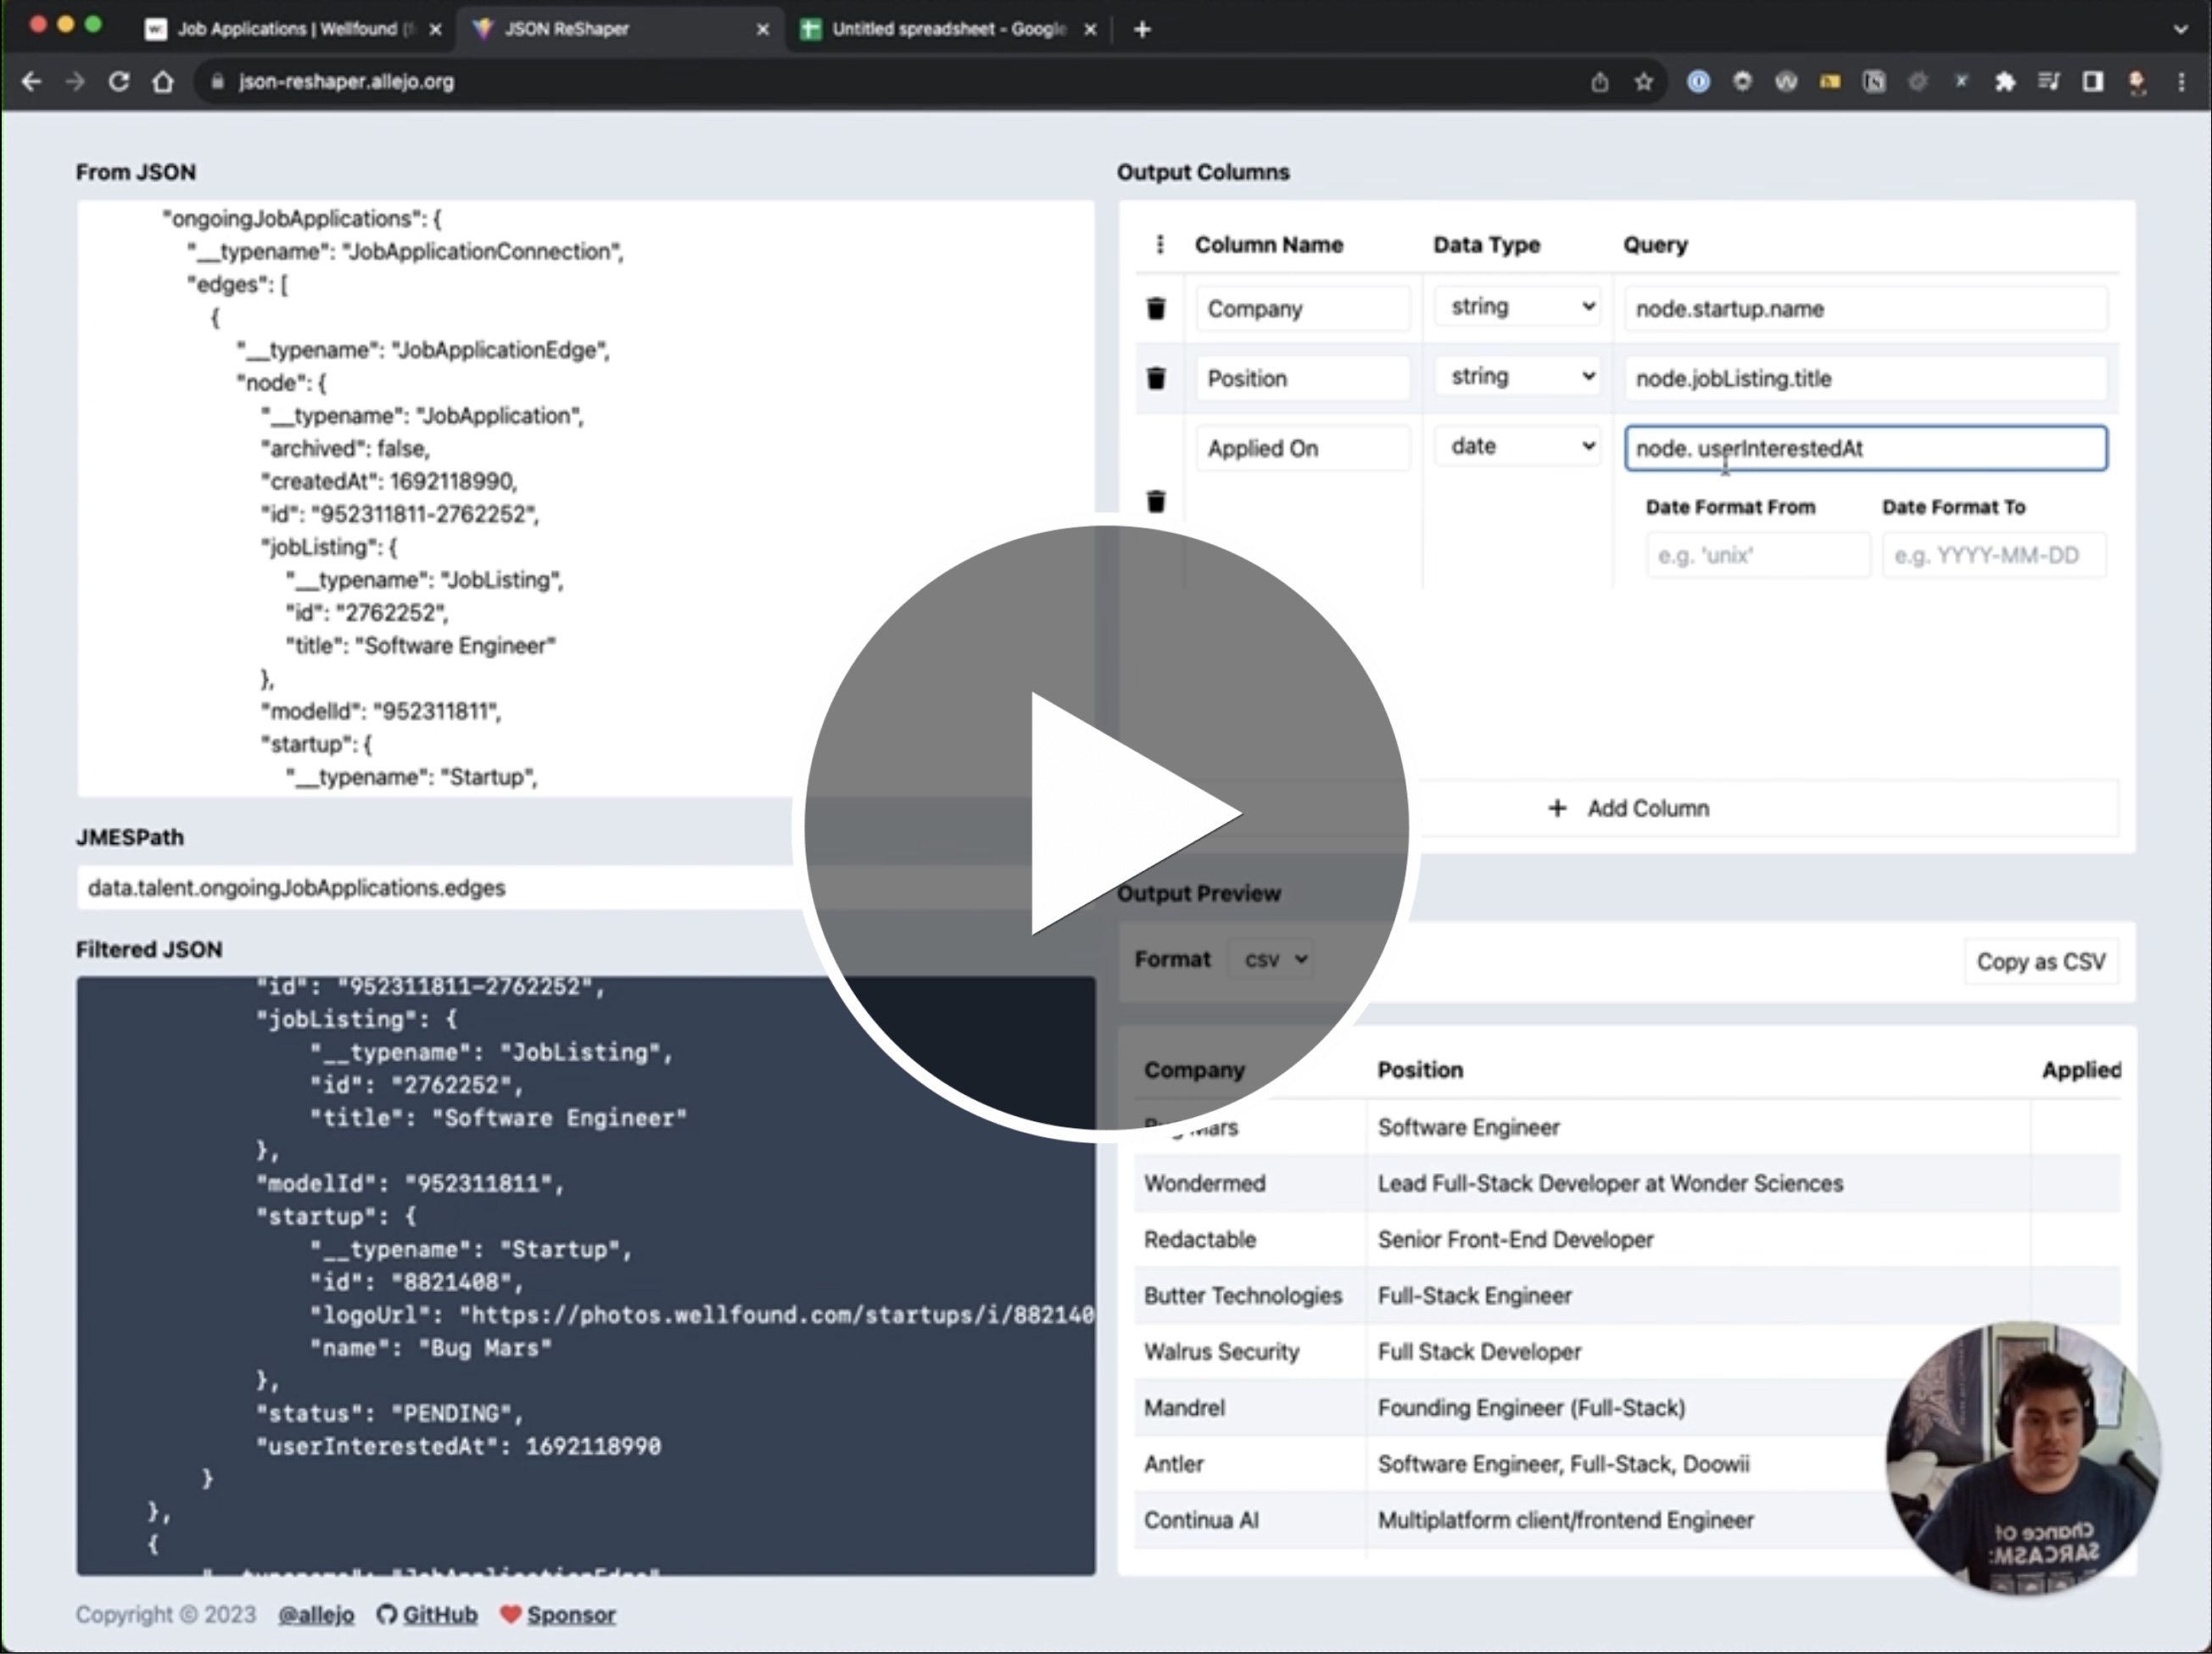 Job Applications | Wellfound (f
JSON ReShaper
Untitled spreadsheet - Google
json-reshaper.allejo.org
From JSON
"ongoingJobApplications": {
"__typename": "JobApplicationConnection",
"edges": [
{
"__typename": "JobApplicationEdge",
"node": {
"__typename": "JobApplication",
"archived": false,
"createdAt": 1692118990,
"id": "952311811-2762252",
"jobListing": {
"__typename": "JobListing",
"id": "2762252",
"title": "Software Engineer"
},
"modelId": "952311811",
"startup": {
"__typename": "Startup",
JMESPath
data.talent.ongoingJobApplications.edges
Filtered JSON
"id": "952311811-2762252",
"jobListing": {
"__typename": "JobListing",
"id": "2762252",
"title": "Software Engineer"
},
"modelId": "952311811",
"startup": {
"__typename": "Startup",
"id": "8821408",
"logoUrl": "https://photos.wellfound.com/startups/i/882140
"name": "Bug Mars"
},
"status": "PENDING",
"userInterestedAt": 1692118990
}
},
{
"__typename": "JobApplicationEdge",
Output Columns
Column Name Data Type Query
Company string node.startup.name
Position string node.jobListing.title
Applied On date node. userInterestedAt
Date Format From Date Format To
e.g. 'unix' e.g. YYYY-MM-DD
+ Add Column
Output Preview
Format csv Copy as CSV
Company Position Applied
Bug Mars Software Engineer
Wondermed Lead Full-Stack Developer at Wonder Sciences
Redactable Senior Front-End Developer
Butter Technologies Full-Stack Engineer
Walrus Security Full Stack Developer
Mandrel Founding Engineer (Full-Stack)
Antler Software Engineer, Full-Stack, Doowii
Continua AI Multiplatform client/frontend Engineer
Chance Of
SARCASM:
Copyright © 2023 @allejo GitHub Sponsor